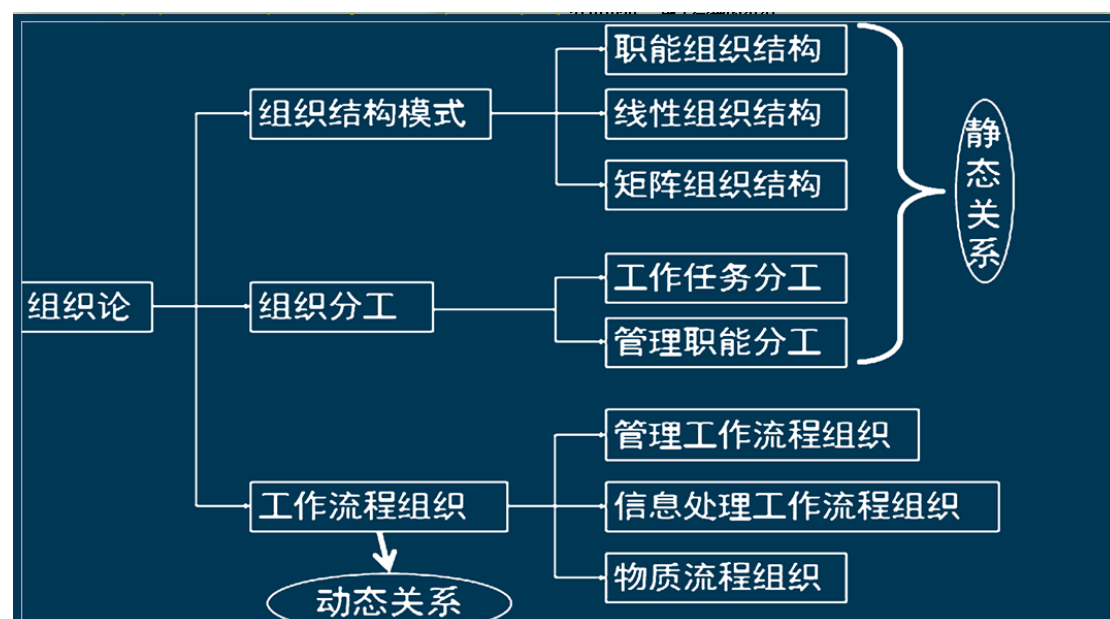 职能组织结构
组织结构模式
线性组织结构
矩阵组织结构
静态关系
组织论
组织分工
工作任务分工
管理职能分工
管理工作流程组织
工作流程组织
信息处理工作流程组织
物质流程组织
动态关系